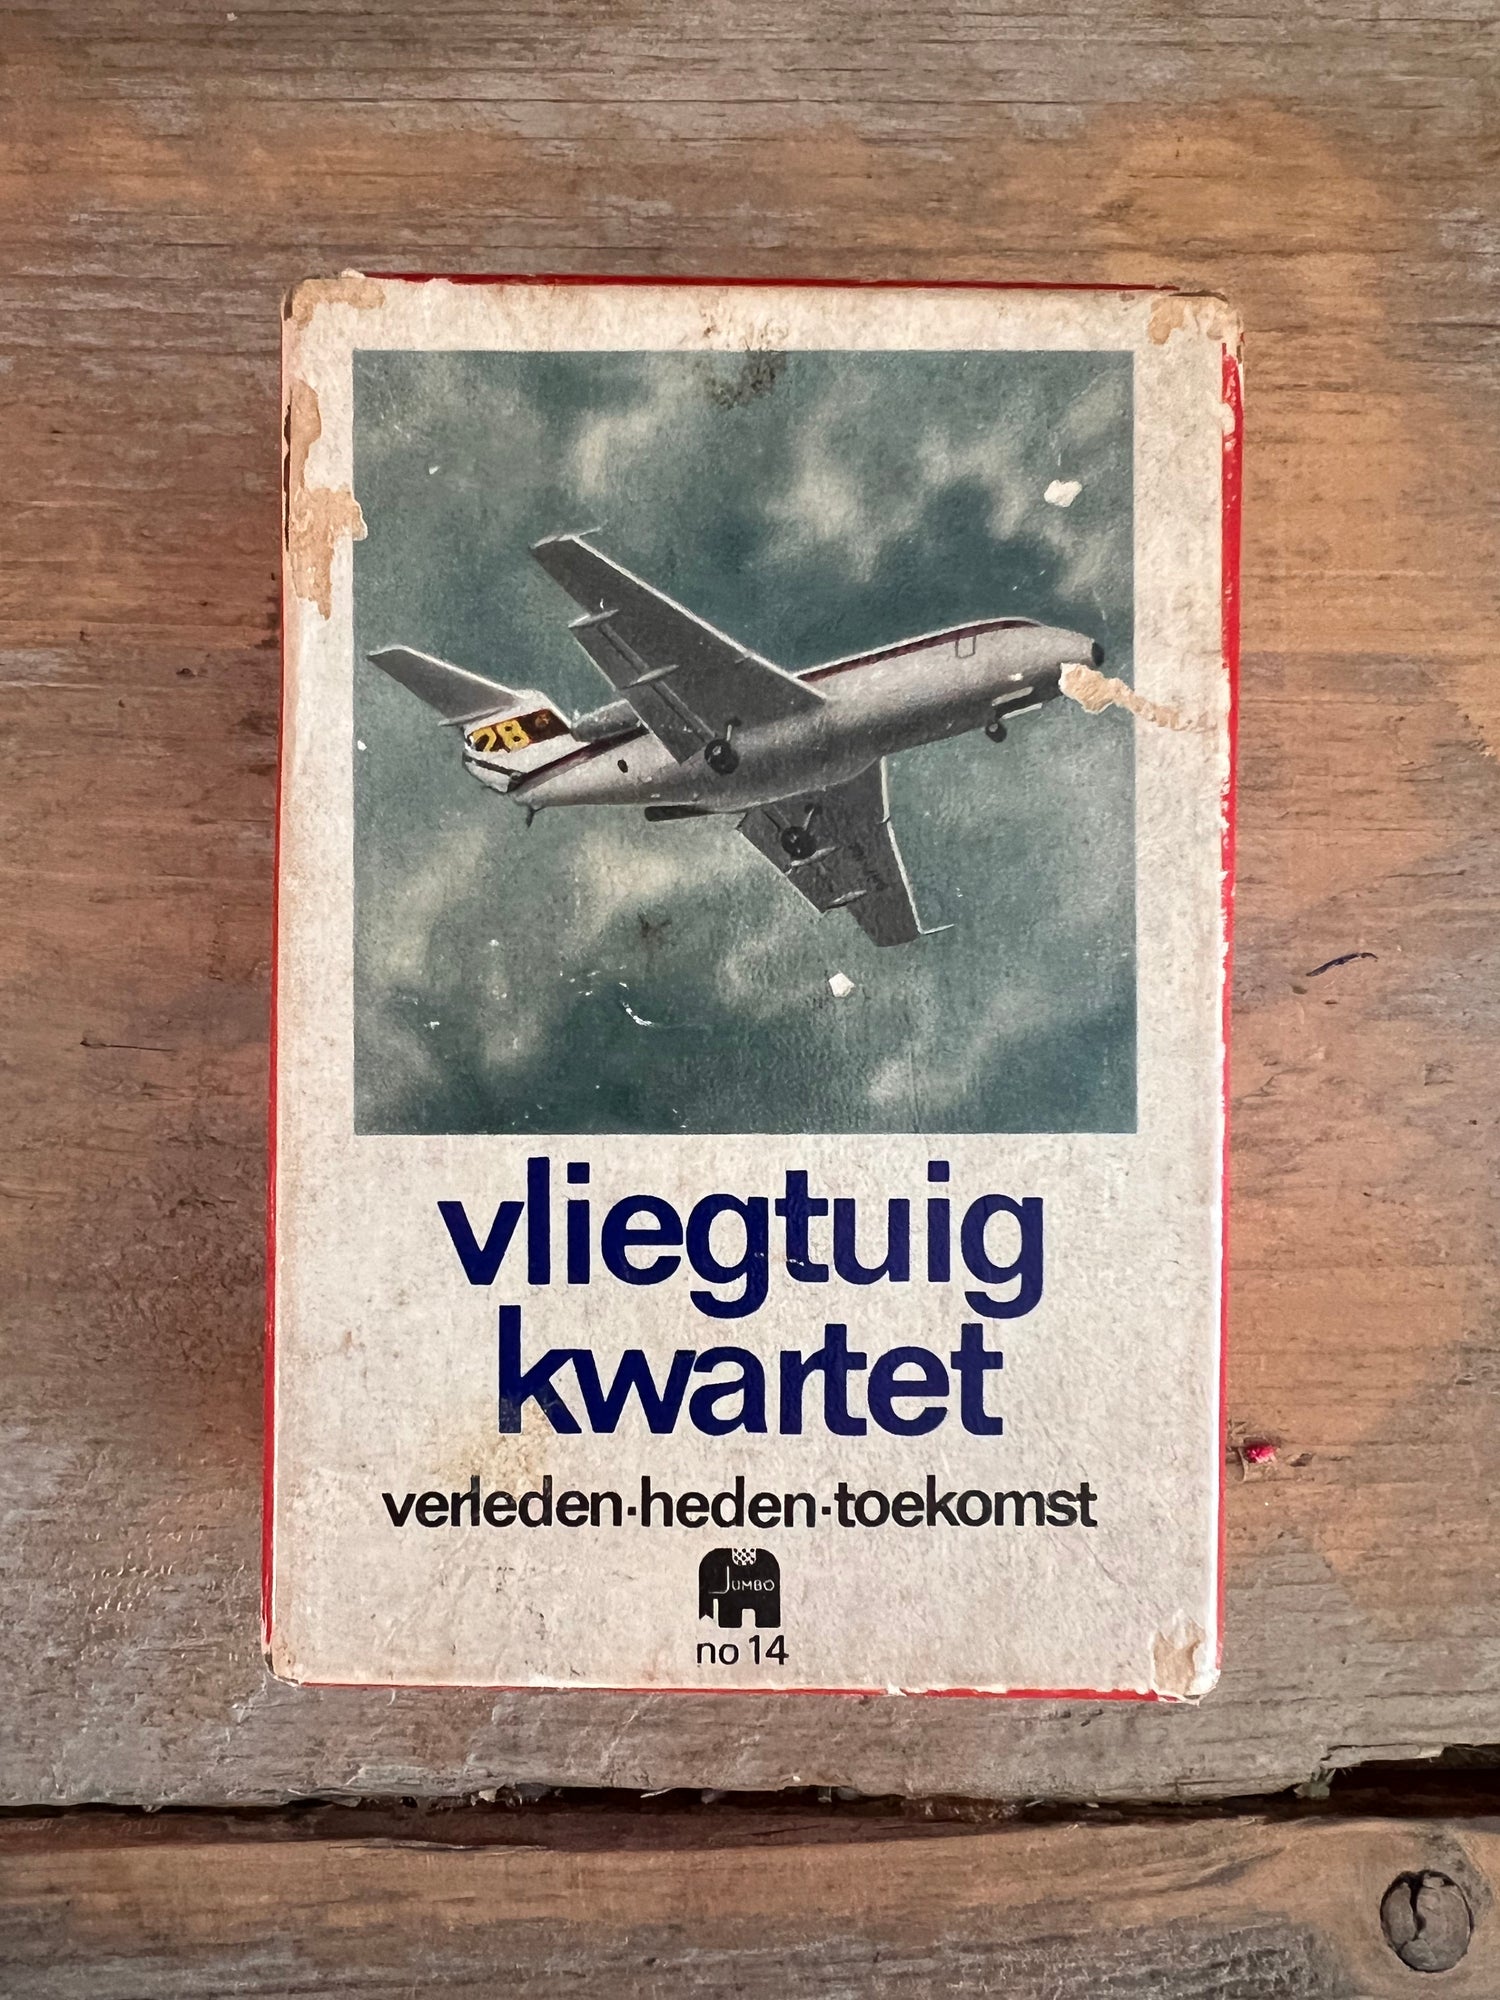 28
vliegtuig
kwartet
verleden·heden·toekomst
JUMBO
no 14